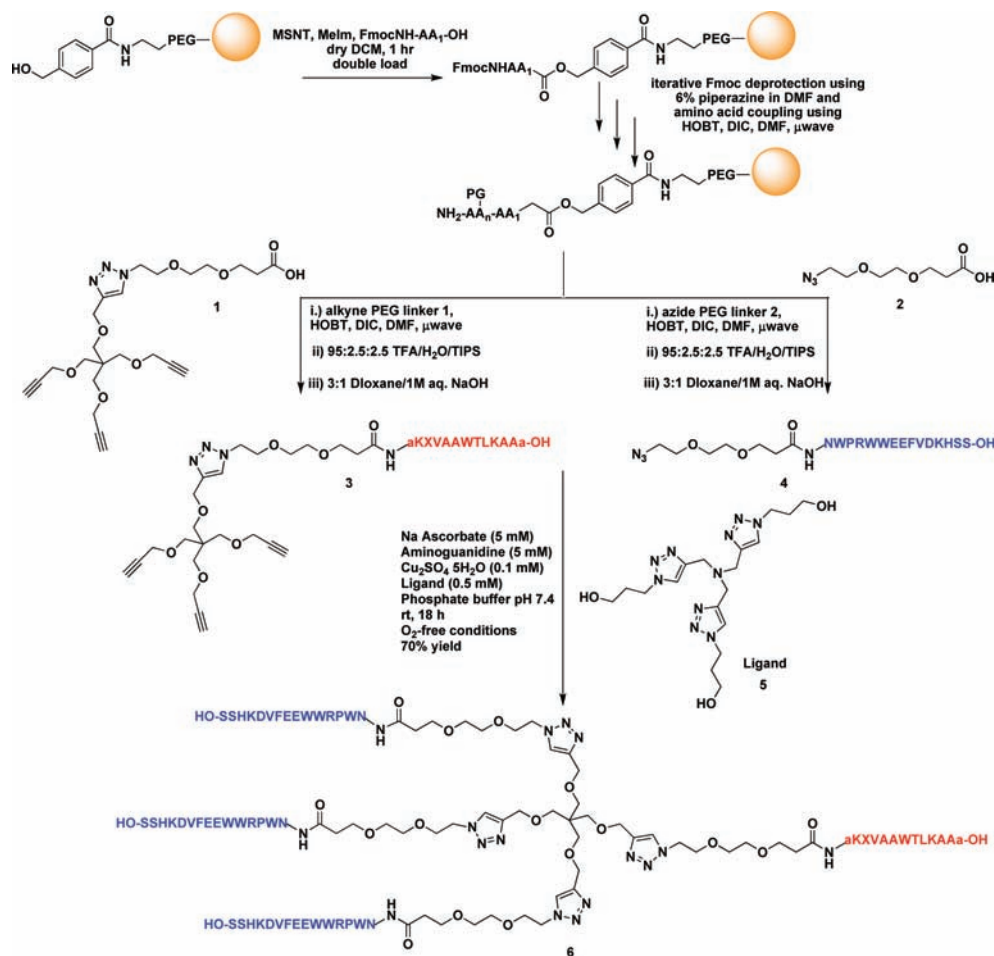 O
N
H
PEG
HO
MSNT, MeIm, FmocNH-AA1-OH
dry DCM, 1 hr
double load
O
N
H
PEG
FmocNHAA1
O
O
iterative Fmoc deprotection using
6% piperazine in DMF and
amino acid coupling using
HOBT, DIC, DMF, μwave
O
N
H
PEG
PG
NH2-AAn-AA1
O
O
N
N
N
O
O
O
OH
1
O
O
O
O
i.) alkyne PEG linker 1,
HOBT, DIC, DMF, μwave
ii) 95:2.5:2.5 TFA/H2O/TIPS
iii) 3:1 Dioxane/1M aq. NaOH
i.) azide PEG linker 2,
HOBT, DIC, DMF, μwave
ii) 95:2.5:2.5 TFA/H2O/TIPS
iii) 3:1 Dioxane/1M aq. NaOH
N3
O
O
O
OH
2
N
N
N
O
O
O
N
H
aKXVAAWTLKAAa-OH
3
O
O
O
O
N3
O
O
O
N
H
NWPRWWEEFVDKHSS-OH
4
Na Ascorbate (5 mM)
Aminoguanidine (5 mM)
Cu2SO4 5H2O (0.1 mM)
Ligand (0.5 mM)
Phosphate buffer pH 7.4
rt, 18 h
O2-free conditions
70% yield
OH
N
N
N
N
N
N
N
HO
N
N
N
HO
Ligand
5
HO-SSHKDVFEEWWRPWN
N
H
O
O
O
N
N
N
O
HO-SSHKDVFEEWWRPWN
N
H
O
O
O
N
N
N
O
O
N
N
N
O
O
O
N
H
aKXVAAWTLKAAa-OH
O
HO-SSHKDVFEEWWRPWN
H
N
O
O
O
N
N
N
6